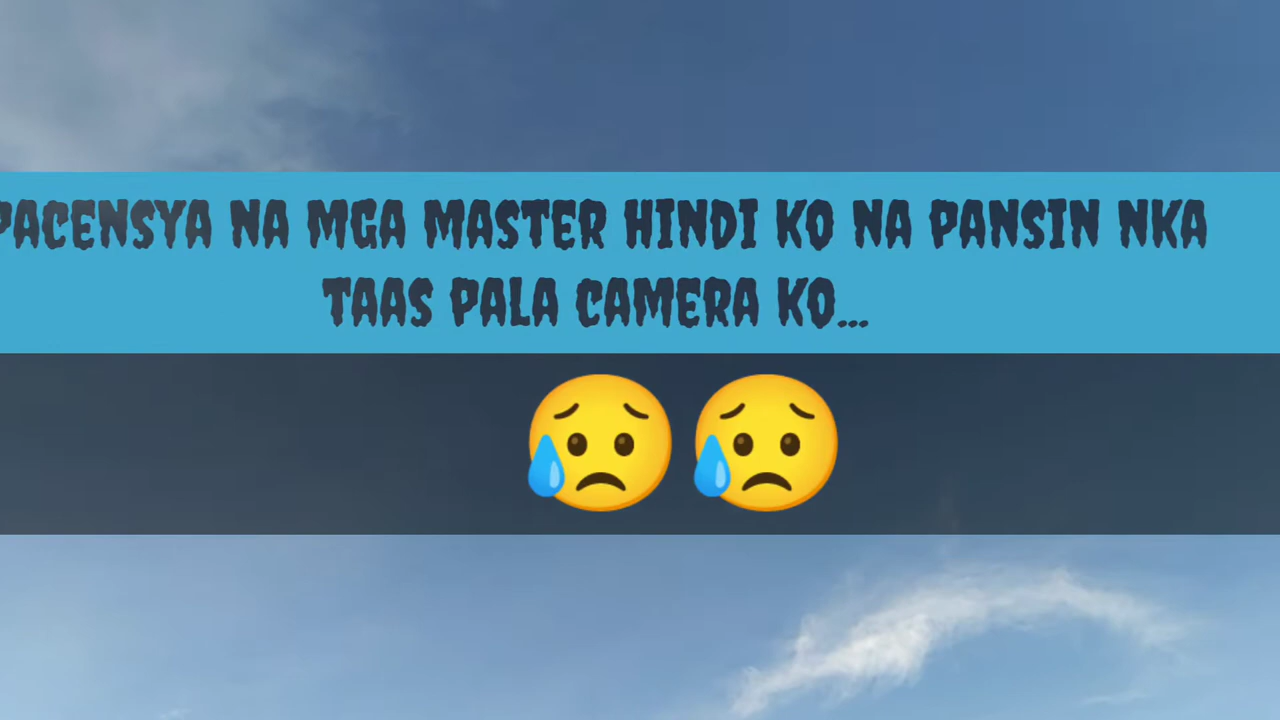 PACENSYA NA MGA MASTER HINDI KO NA PANSIN NKA
TAAS PALA CAMERA KO...